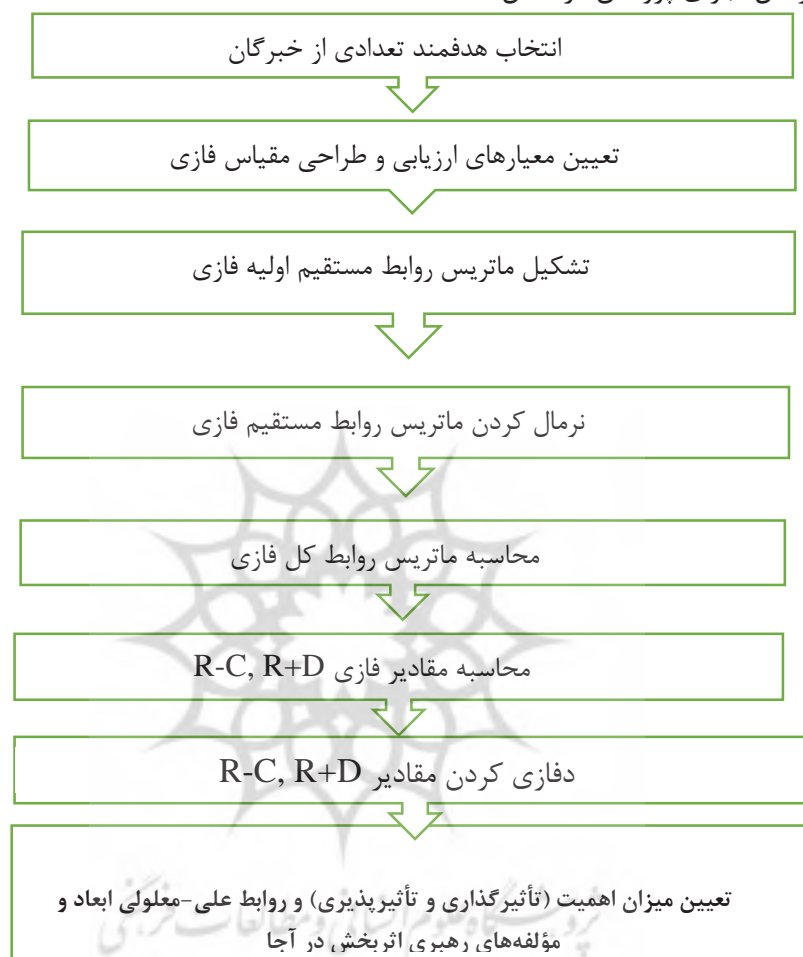 انتخاب هدفمند تعدادی از خبرگان
تعیین معیارهای ارزیابی و طراحی مقیاس فازی
تشکیل ماتریس روابط مستقیم اولیه فازی
نرمال کردن ماتریس روابط مستقیم فازی
محاسبه ماتریس روابط کل فازی
محاسبه مقادیر فازی R-C, R+D
دفازی کردن مقادیر R-C, R+D
تعیین میزان اهمیت (تأثیرگذاری و تأثیرپذیری) و روابط علی-معلولی ابعاد و
مؤلفه‌های رهبری اثربخش در آجا